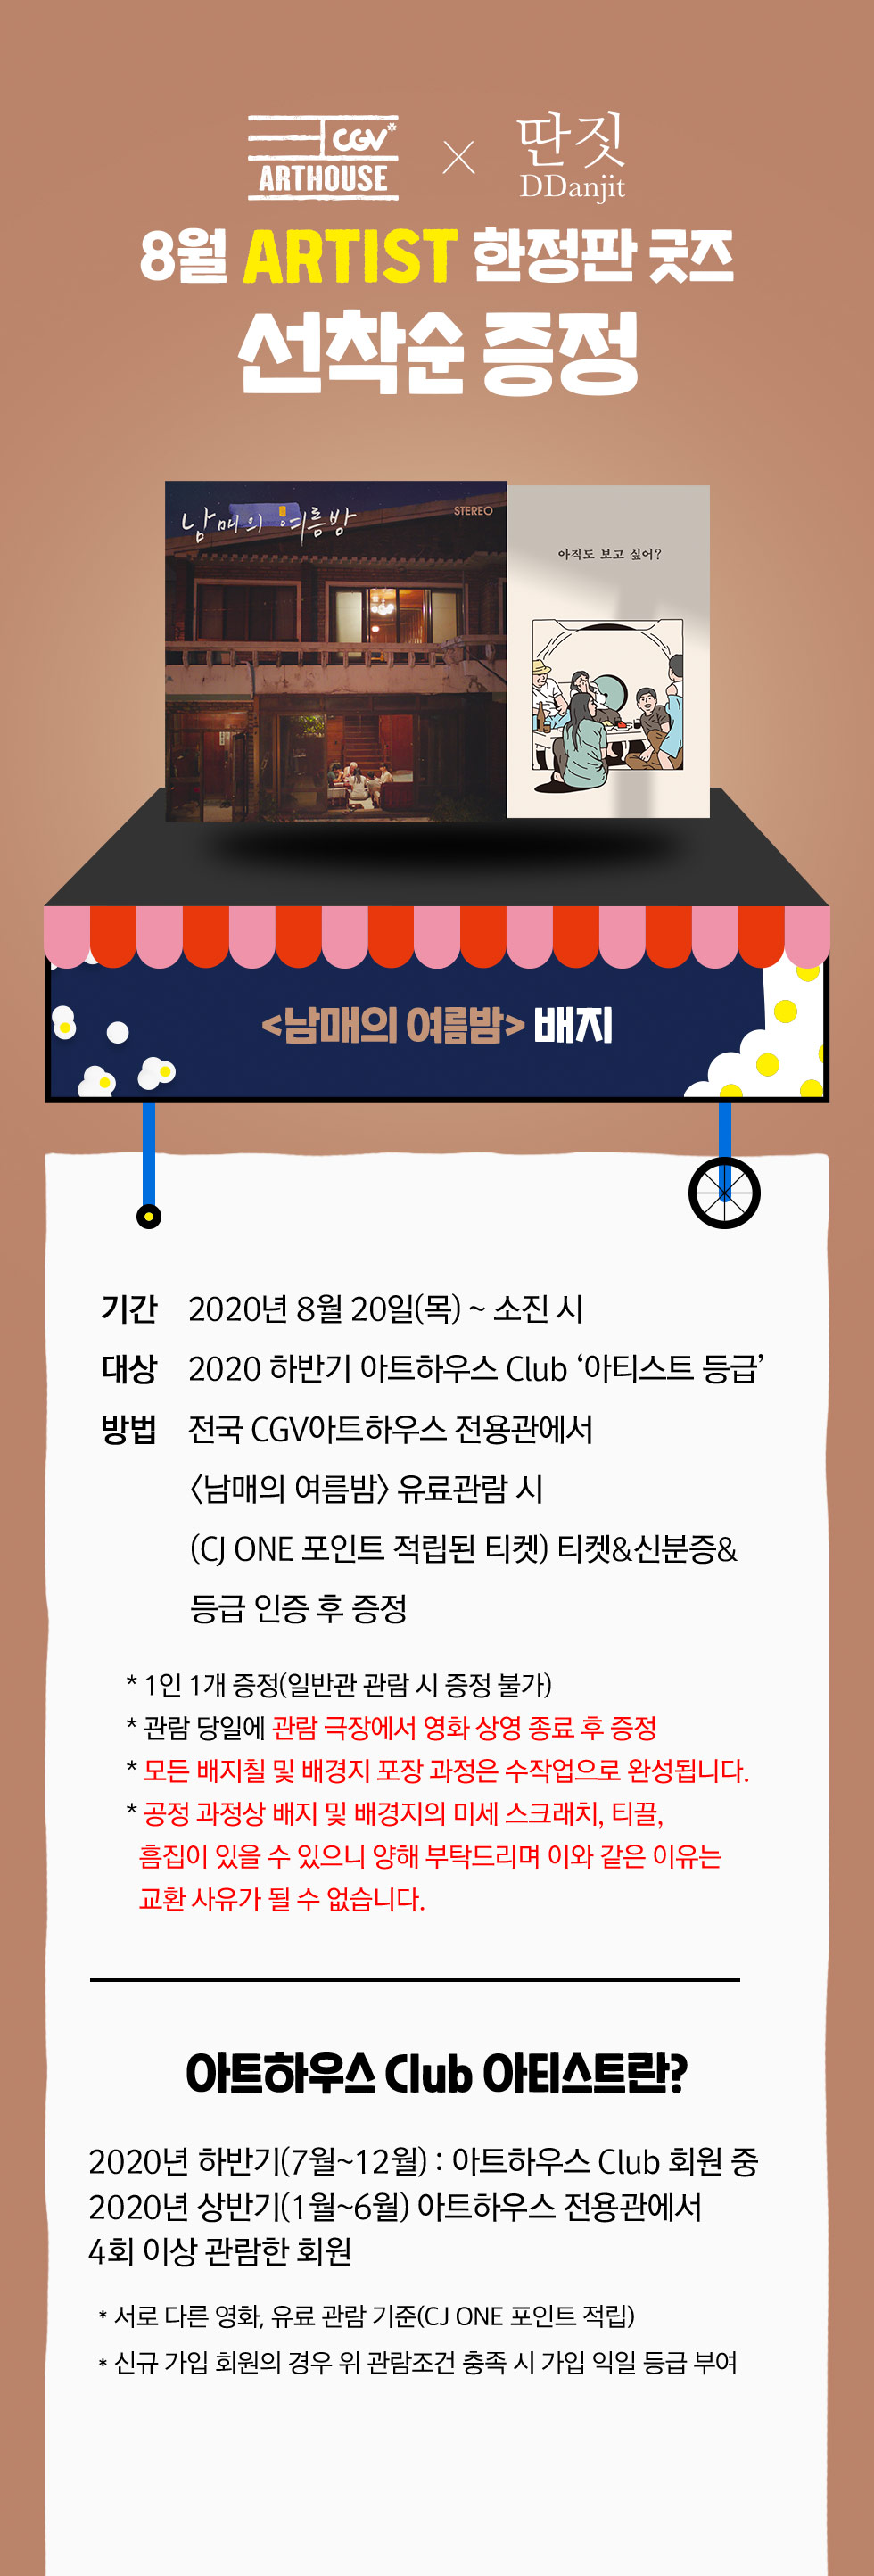 CGV
ARTHOUSE
딴짓
DDanjit
8월 ARTIST 한정판 굿즈
선착순 증정
남매의 여름밤
STEREO
아직도 보고 싶어?
<남매의 여름밤> 배지
기간 2020년 8월 20일(목) ~ 소진 시
대상 2020 하반기 아트하우스 Club ‘아티스트 등급’
방법 전국 CGV아트하우스 전용관에서
<남매의 여름밤> 유료관람 시
(CJ ONE 포인트 적립된 티켓) 티켓&신분증&
등급 인증 후 증정
* 1인 1개 증정(일반관 관람 시 증정 불가)
* 관람 당일에 관람 극장에서 영화 상영 종료 후 증정
* 모든 배지칠 및 배경지 포장 과정은 수작업으로 완성됩니다.
* 공정 과정상 배지 및 배경지의 미세 스크래치, 티끌,
흠집이 있을 수 있으니 양해 부탁드리며 이와 같은 이유는
교환 사유가 될 수 없습니다.
아트하우스 Club 아티스트란?
2020년 하반기(7월~12월) : 아트하우스 Club 회원 중
2020년 상반기(1월~6월) 아트하우스 전용관에서
4회 이상 관람한 회원
* 서로 다른 영화, 유료 관람 기준(CJ ONE 포인트 적립)
* 신규 가입 회원의 경우 위 관람조건 충족 시 가입 익일 등급 부여